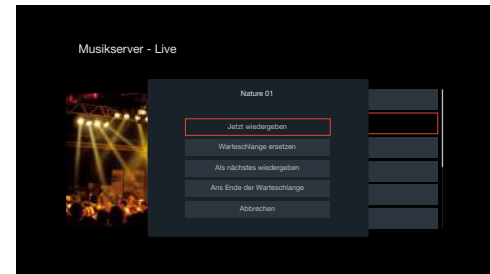 Musikserver - Live
Nature 01
Jetzt wiedergeben
Warteschlange ersetzen
Als nächstes wiedergeben
Ans Ende der Warteschlange
Abbrechen